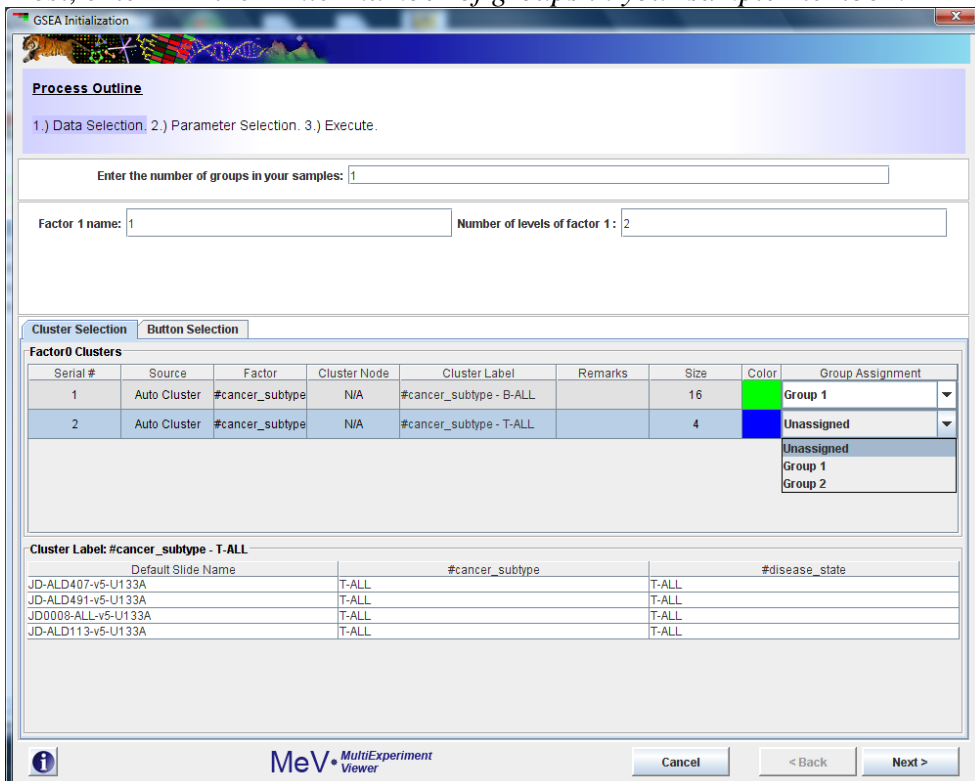 GSEA Initialization
Process Outline
1.) Data Selection. 2.) Parameter Selection. 3.) Execute.
Enter the number of groups in your samples: 1
Factor 1 name: 1 Number of levels of factor 1 : 2
Cluster Selection Button Selection
Factor0 Clusters
Serial # Source Factor Cluster Node Cluster Label Remarks Size Color Group Assignment
1 Auto Cluster #cancer_subtype N/A #cancer_subtype - B-ALL 16 Group 1
2 Auto Cluster #cancer_subtype N/A #cancer_subtype - T-ALL 4 Unassigned
Unassigned
Group 1
Group 2
Cluster Label: #cancer_subtype - T-ALL
Default Slide Name #cancer_subtype #disease_state
JD-ALD407-v5-U133A T-ALL T-ALL
JD-ALD491-v5-U133A T-ALL T-ALL
JD0008-ALL-v5-U133A T-ALL T-ALL
JD-ALD113-v5-U133A T-ALL T-ALL
MeV MultiExperiment Viewer Cancel < Back Next >